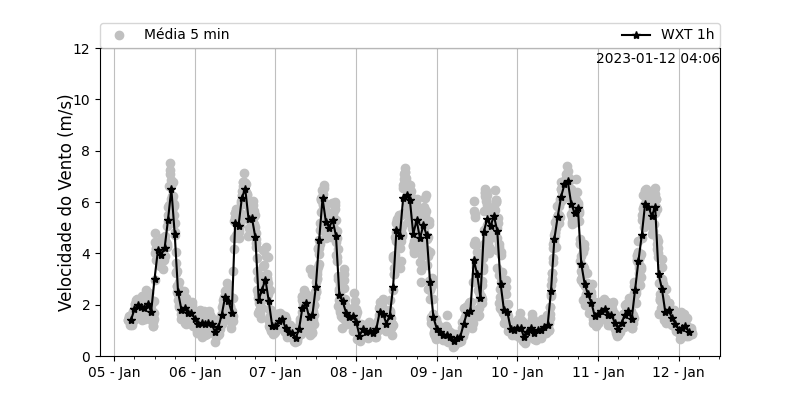 Média 5 min
WXT 1h
2023-01-12 04:06
Velocidade do Vento (m/s)
12
10
8
6
4
2
0
05 - Jan
06 - Jan
07 - Jan
08 - Jan
09 - Jan
10 - Jan
11 - Jan
12 - Jan